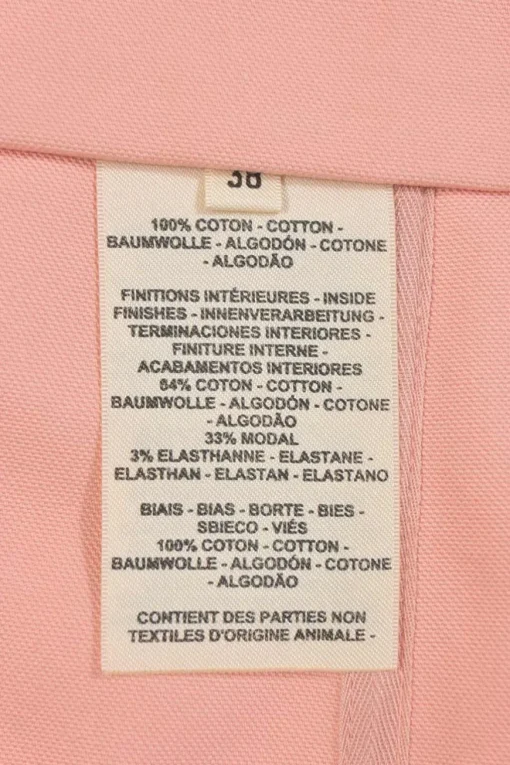 38
100% COTON - COTTON -
BAUMWOLLE - ALGODÓN - COTONE
- ALGODÃO
FINITIONS INTÉRIEURES - INSIDE
FINISHES - INNENVERARBEITUNG -
TERMINACIONES INTERIORES -
FINITURE INTERNE -
ACABAMENTOS INTERIORES
64% COTON - COTTON -
BAUMWOLLE - ALGODÓN - COTONE
- ALGODÃO
33% MODAL
3% ELASTHANNE - ELASTANE -
ELASTHAN - ELASTAN - ELASTANO
BIAIS - BIAS - BORTE - BIES -
SBIECO - VIÉS
100% COTON - COTTON -
BAUMWOLLE - ALGODÓN - COTONE
- ALGODÃO
CONTIENT DES PARTIES NON
TEXTILES D'ORIGINE ANIMALE -